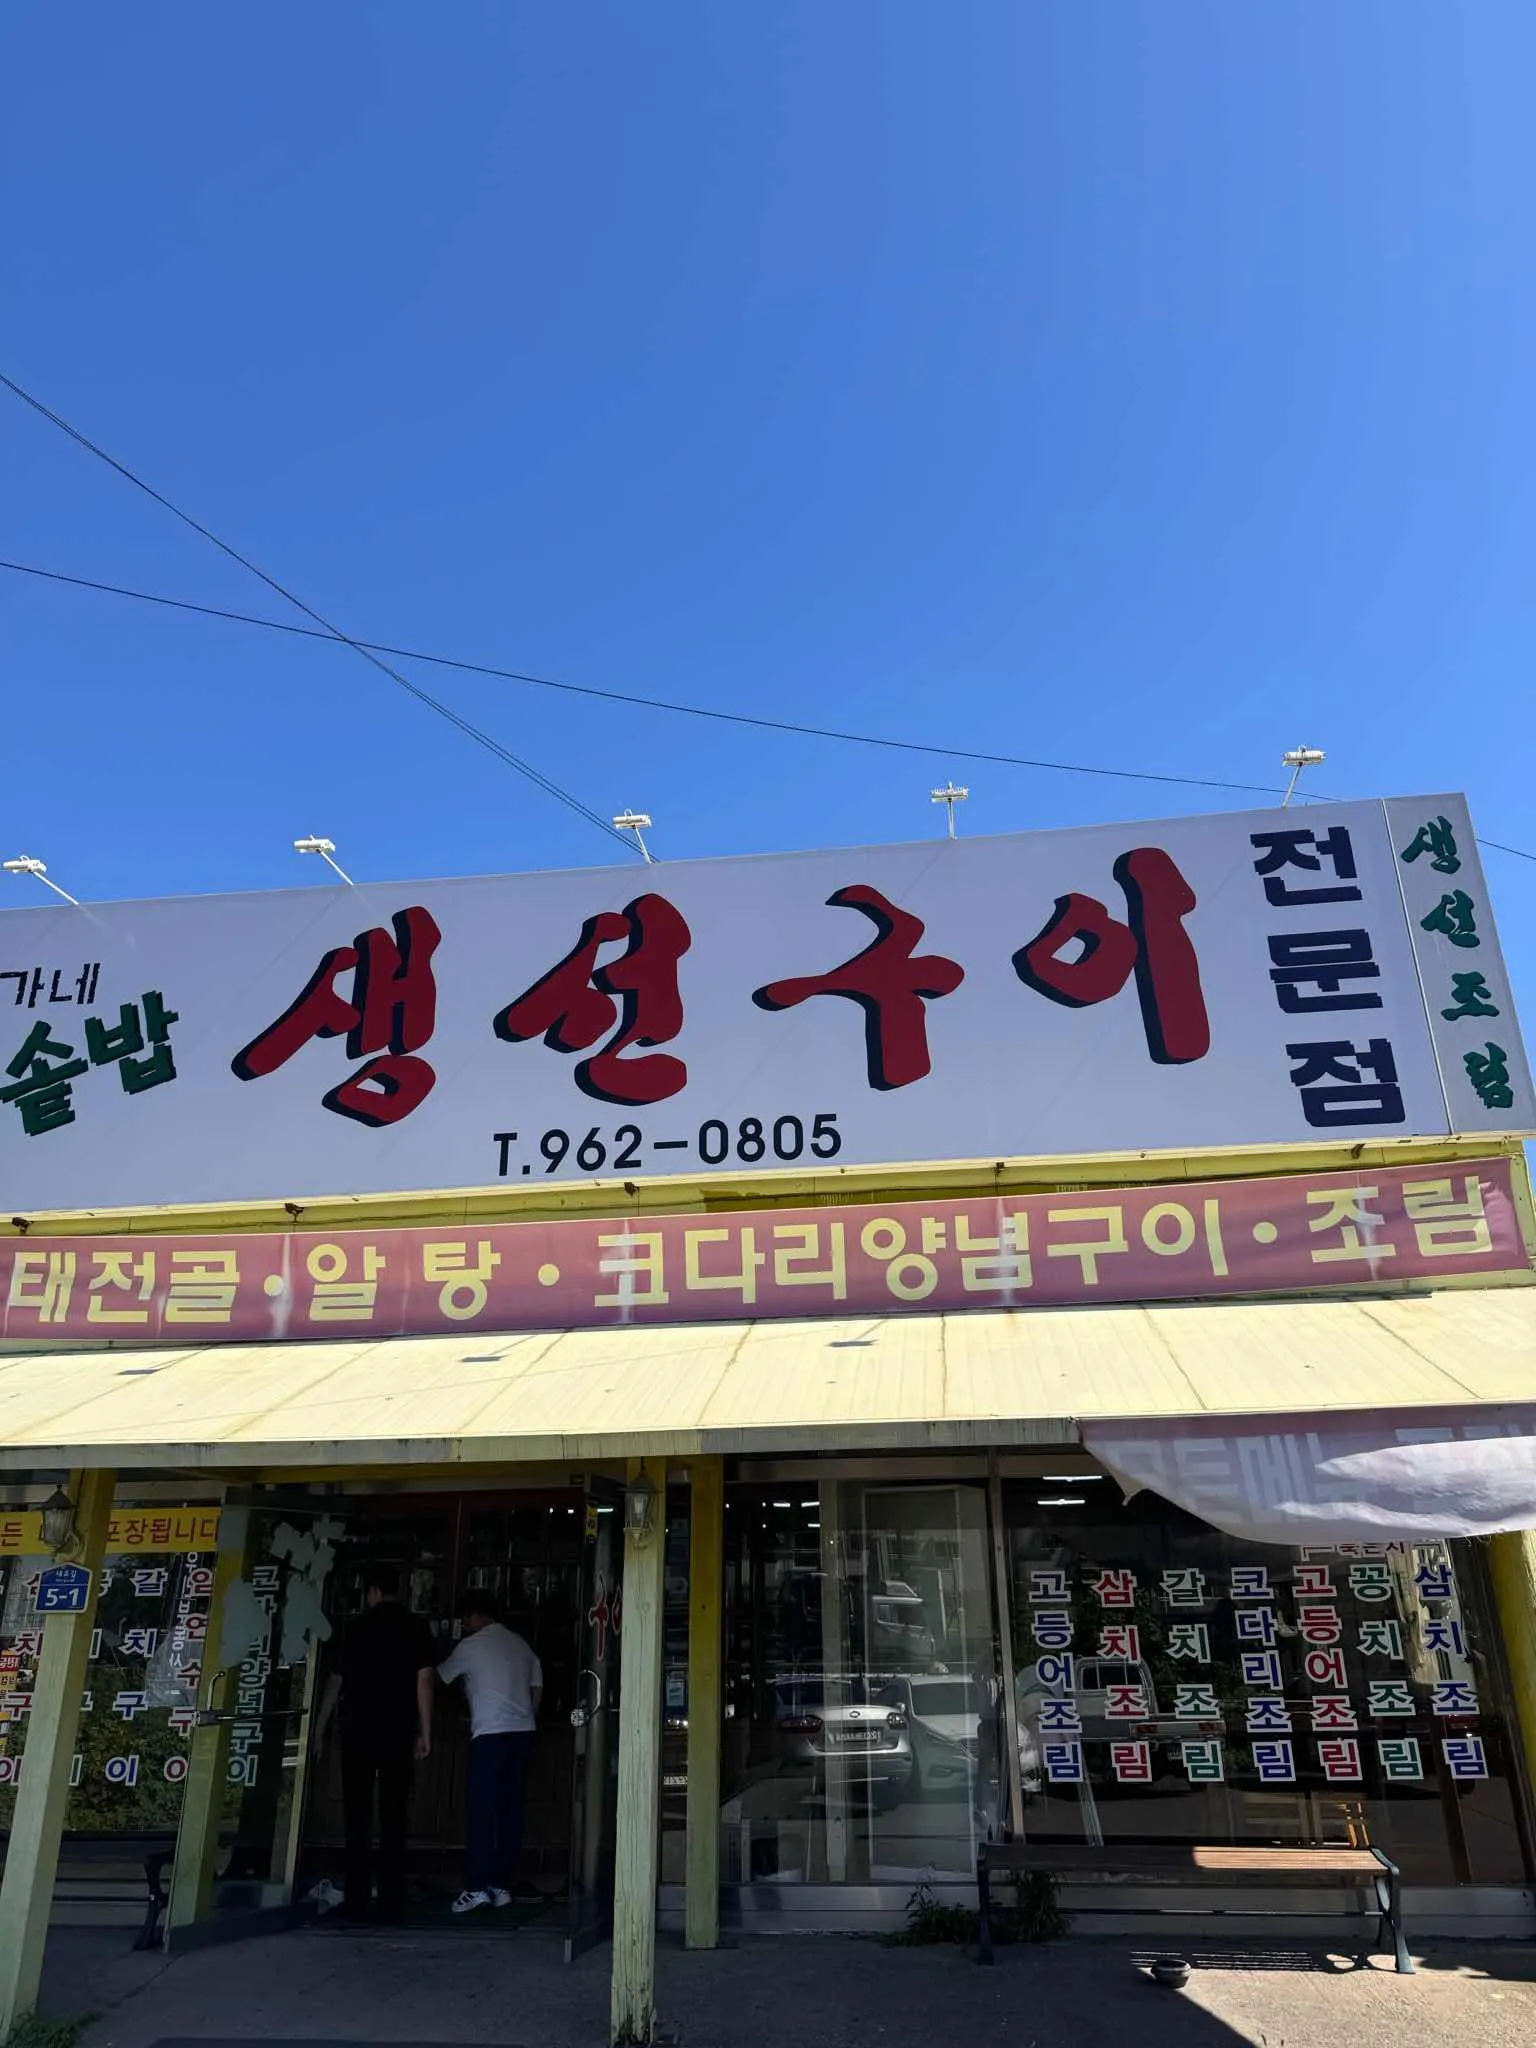 가네
솥밥
생선구이
전문점
생선조림
T.962-0805
태전골·알탕·코다리양념구이·조림
포장됩니다
5-1
고등어조림
삼치조림
갈치조림
코다리조림
고등어조림
꽁치조림
삼치조림